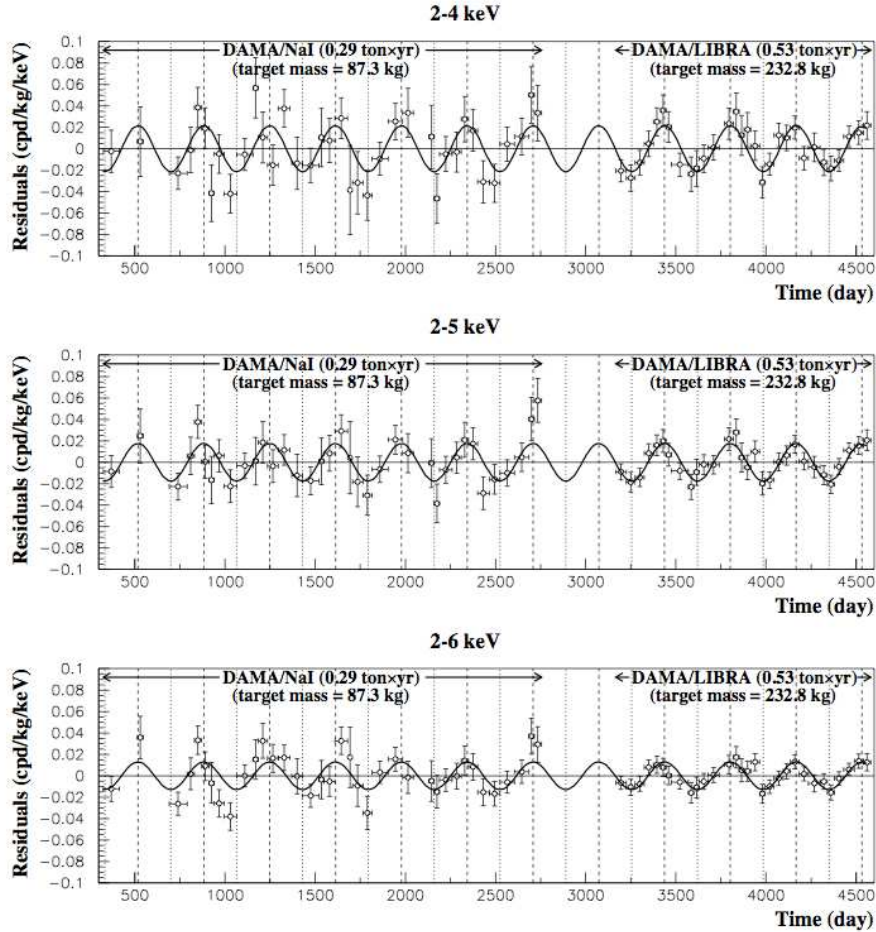 2-4 keV
DAMA/NaI (0.29 ton×yr)
(target mass = 87.3 kg)
DAMA/LIBRA (0.53 ton×yr)
(target mass = 232.8 kg)
Residuals (cpd/kg/keV)
0.1
0.08
0.06
0.04
0.02
0
−0.02
−0.04
−0.06
−0.08
−0.1
500 1000 1500 2000 2500 3000 3500 4000 4500
Time (day)
2-5 keV
DAMA/NaI (0.29 ton×yr)
(target mass = 87.3 kg)
DAMA/LIBRA (0.53 ton×yr)
(target mass = 232.8 kg)
Residuals (cpd/kg/keV)
0.1
0.08
0.06
0.04
0.02
0
−0.02
−0.04
−0.06
−0.08
−0.1
500 1000 1500 2000 2500 3000 3500 4000 4500
Time (day)
2-6 keV
DAMA/NaI (0.29 ton×yr)
(target mass = 87.3 kg)
DAMA/LIBRA (0.53 ton×yr)
(target mass = 232.8 kg)
Residuals (cpd/kg/keV)
0.1
0.08
0.06
0.04
0.02
0
−0.02
−0.04
−0.06
−0.08
−0.1
500 1000 1500 2000 2500 3000 3500 4000 4500
Time (day)